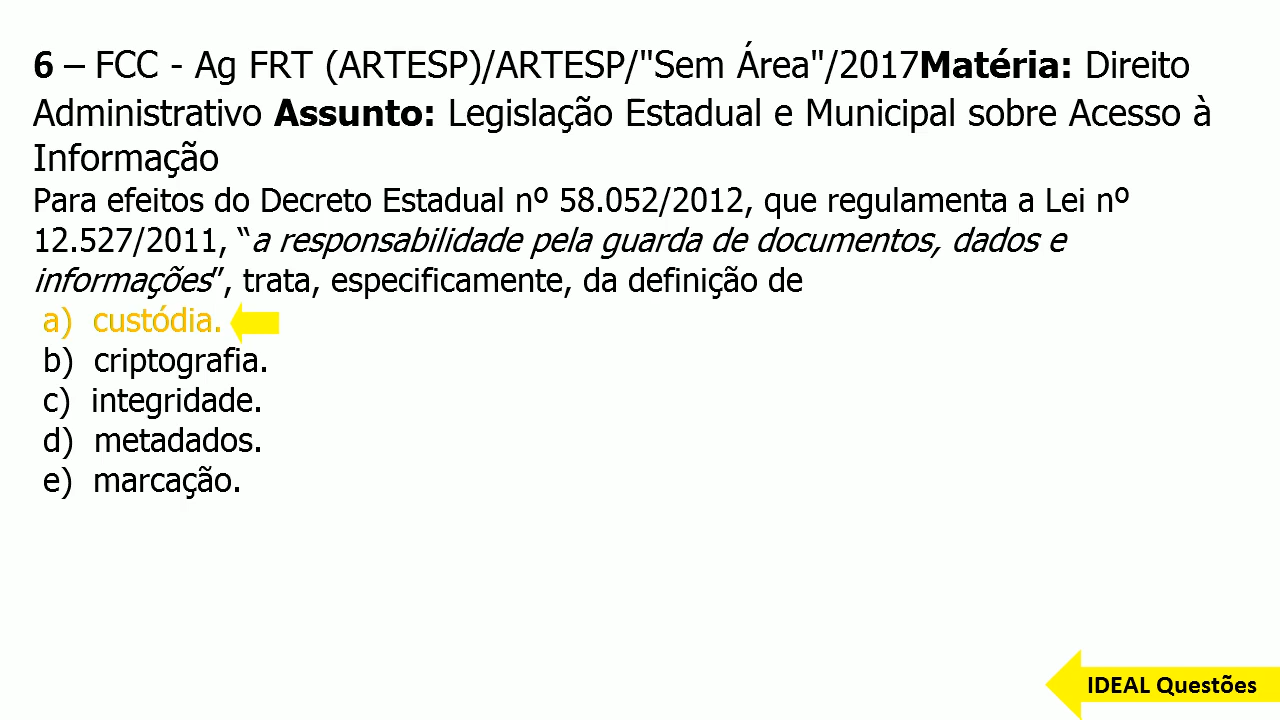 6 – FCC - Ag FRT (ARTESP)/ARTESP/"Sem Área"/2017Matéria: Direito
Administrativo Assunto: Legislação Estadual e Municipal sobre Acesso à
Informação
Para efeitos do Decreto Estadual nº 58.052/2012, que regulamenta a Lei nº
12.527/2011, “a responsabilidade pela guarda de documentos, dados e
informações”, trata, especificamente, da definição de
a) custódia.
b) criptografia.
c) integridade.
d) metadados.
e) marcação.
IDEAL Questões